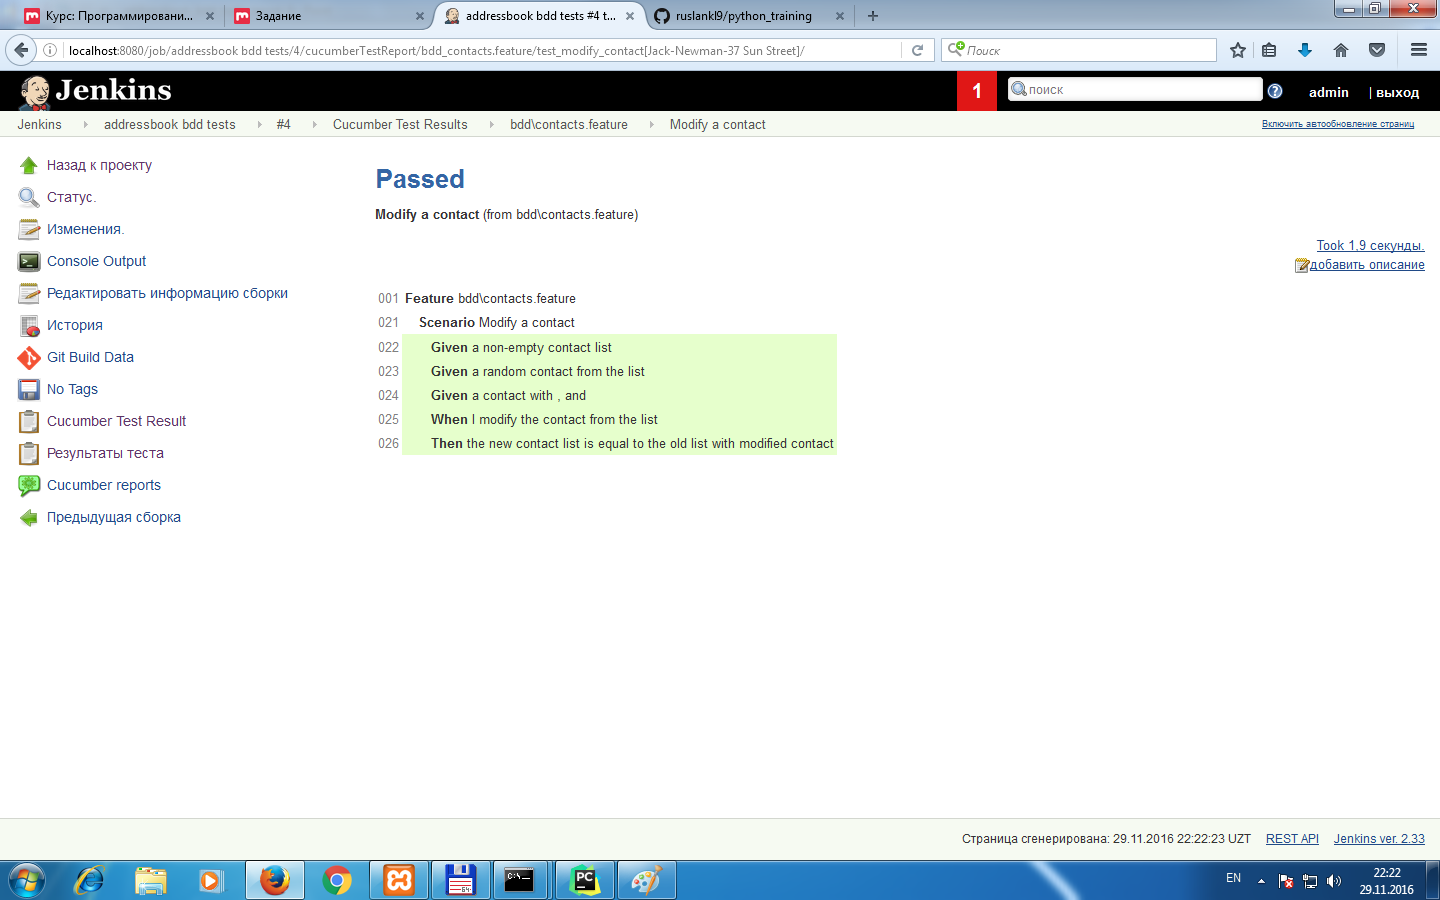 Курс: Программировани...
Задание
addressbook bdd tests #4 t...
ruslankl9/python_training
localhost:8080/job/addressbook bdd tests/4/cucumberTestReport/bdd_contacts.feature/test_modify_contact[Jack-Newman-37 Sun Street]/
Поиск
Jenkins
1
поиск
admin
| выход
Jenkins
addressbook bdd tests
#4
Cucumber Test Results
bdd\contacts.feature
Modify a contact
Включить автообновление страниц
Назад к проекту
Статус.
Изменения.
Console Output
Редактировать информацию сборки
История
Git Build Data
No Tags
Cucumber Test Result
Результаты теста
Cucumber reports
Предыдущая сборка
Passed
Modify a contact (from bdd\contacts.feature)
Took 1,9 секунды.
добавить описание
001 Feature bdd\contacts.feature
021 Scenario Modify a contact
022 Given a non-empty contact list
023 Given a random contact from the list
024 Given a contact with , and
025 When I modify the contact from the list
026 Then the new contact list is equal to the old list with modified contact
Страница сгенерирована: 29.11.2016 22:22:23 UZT
REST API
Jenkins ver. 2.33
EN
22:22
29.11.2016